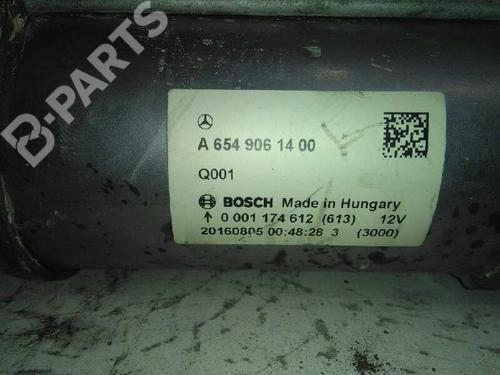 B-PARTS
A 654 906 14 00
Q001
BOSCH Made in Hungary
0 001 174 612 (613) 12V
20160805 00:48:28 3 (3000)
B-PARTS